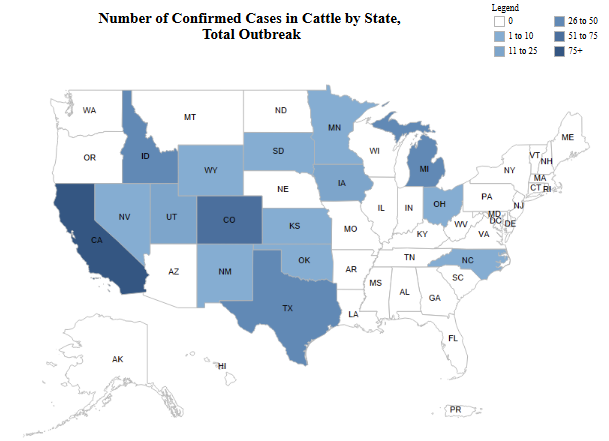 Number of Confirmed Cases in Cattle by State,
Total Outbreak
Legend
0
1 to 10
11 to 25
26 to 50
51 to 75
75+
WA
MT
ND
MN
ME
OR
ID
SD
WI
MI
VT
NH
NY
MA
CT
RI
WY
IA
NE
PA
NJ
NV
UT
CO
IL
IN
OH
MD
DC
DE
WV
VA
CA
KS
MO
KY
AZ
NM
OK
AR
TN
NC
SC
TX
MS
AL
GA
LA
FL
AK
HI
PR